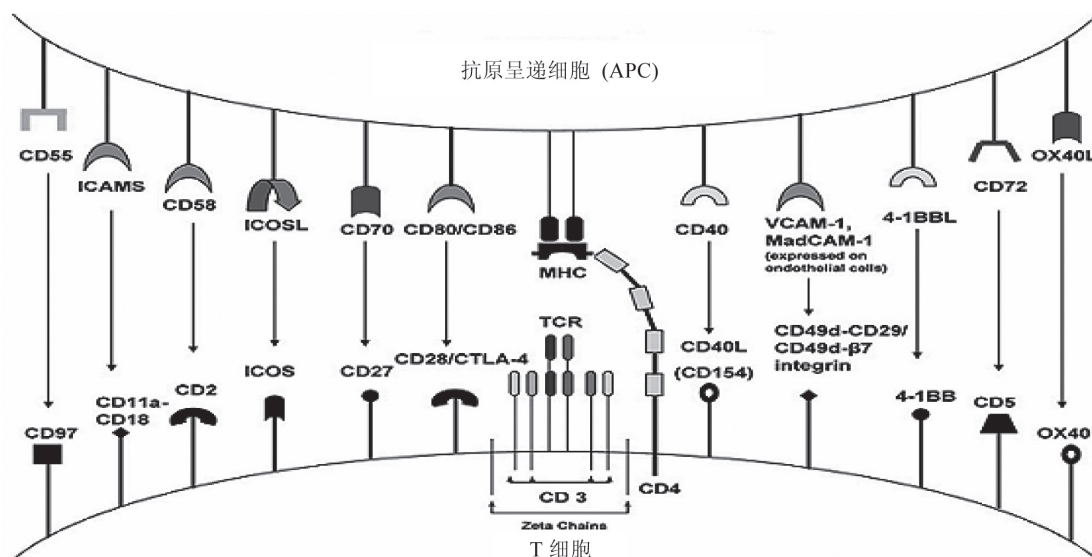 抗原呈递细胞 (APC)
CD55
ICAMS
CD58
ICOSL
CD70
CD80/CD86
MHC
CD40
VCAM-1,
MadCAM-1
(expressed on
endothelial cells)
4-1BBL
CD72
OX40L
CD97
CD11a-
CD18
CD2
ICOS
CD27
CD28/CTLA-4
TCR
CD40L
(CD154)
CD49d-CD29/
CD49d-β7
integrin
4-1BB
CD5
OX40
CD 3
CD4
Zeta Chains
T 细胞